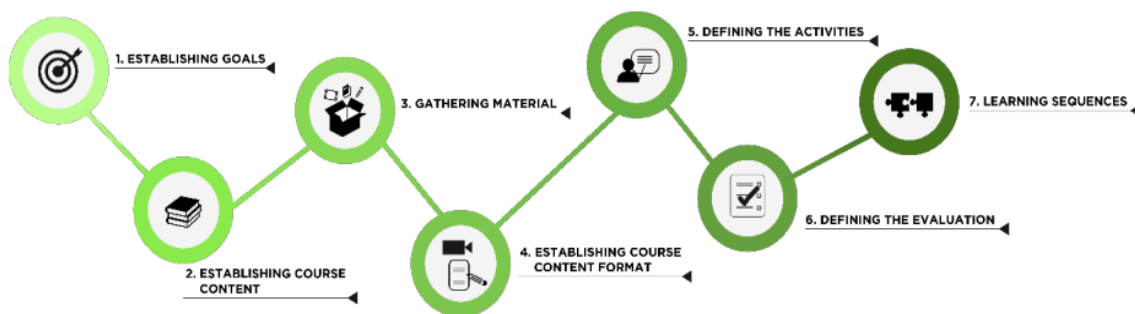 1. ESTABLISHING GOALS
2. ESTABLISHING COURSE
CONTENT
3. GATHERING MATERIAL
4. ESTABLISHING COURSE
CONTENT FORMAT
5. DEFINING THE ACTIVITIES
6. DEFINING THE EVALUATION
7. LEARNING SEQUENCES